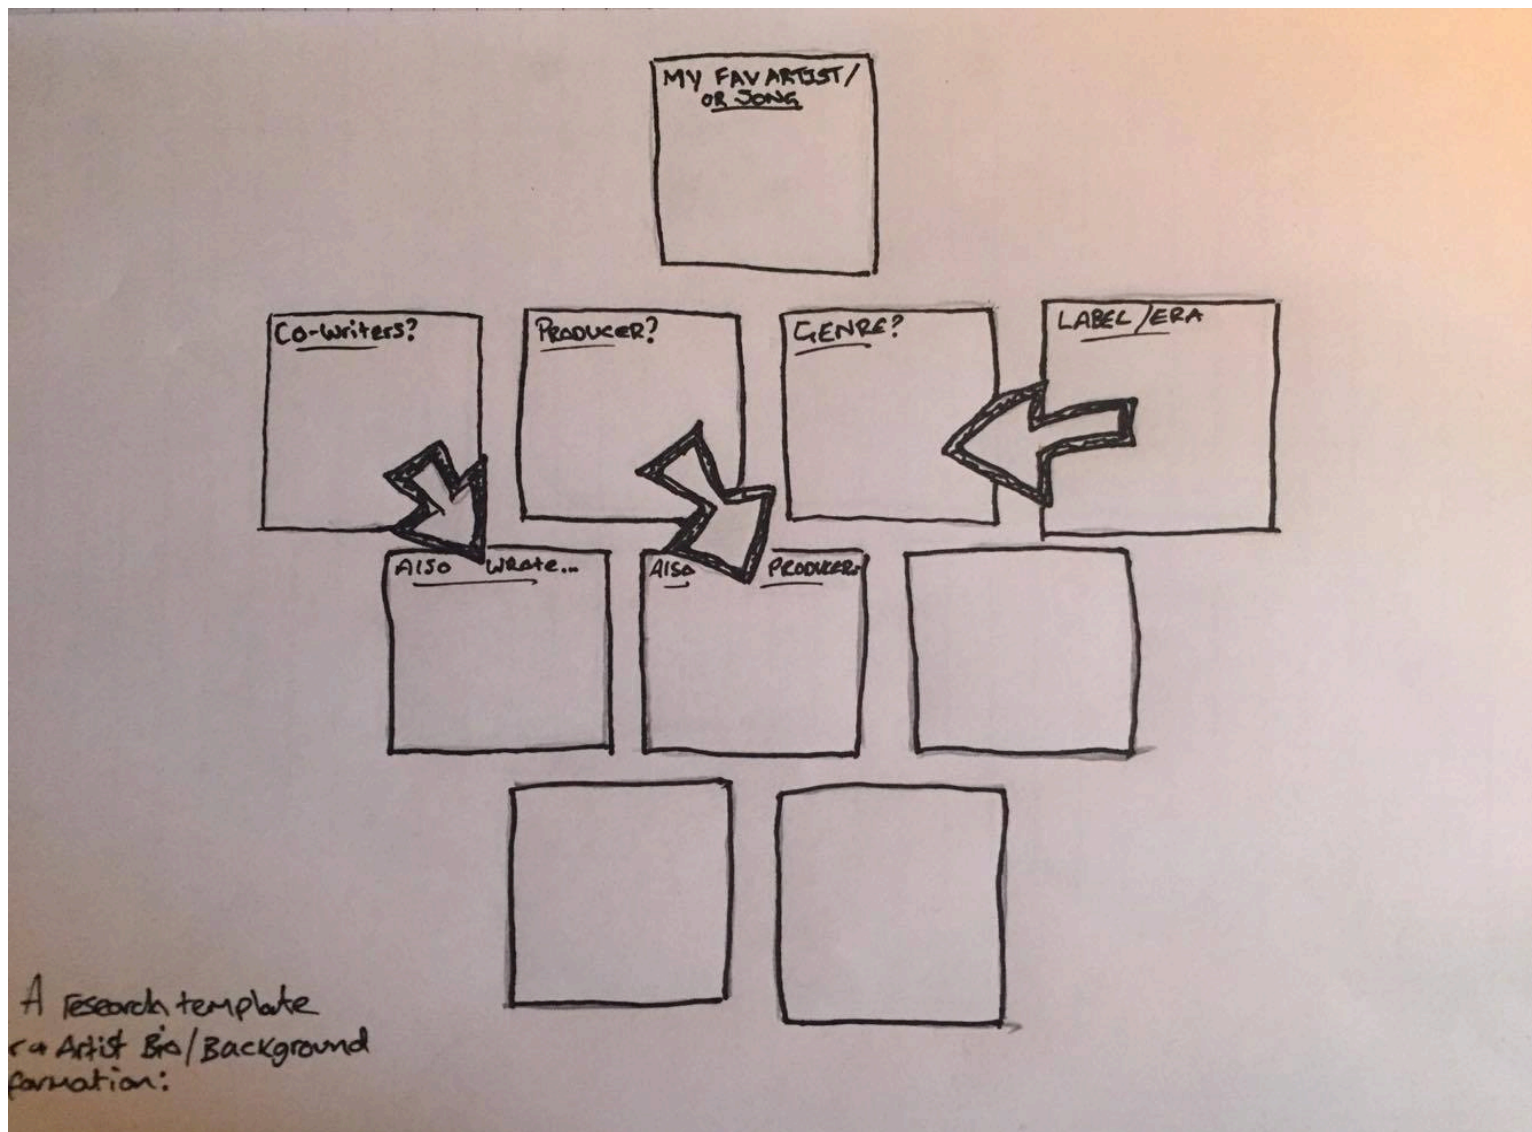 MY FAV ARTIST/
OR SONG
Co-writers?
PRODUCER?
GENRE?
LABEL/ERA
Also wrote...
Also PRODUCER
A research template
r a Artist Bio/Background
formation: